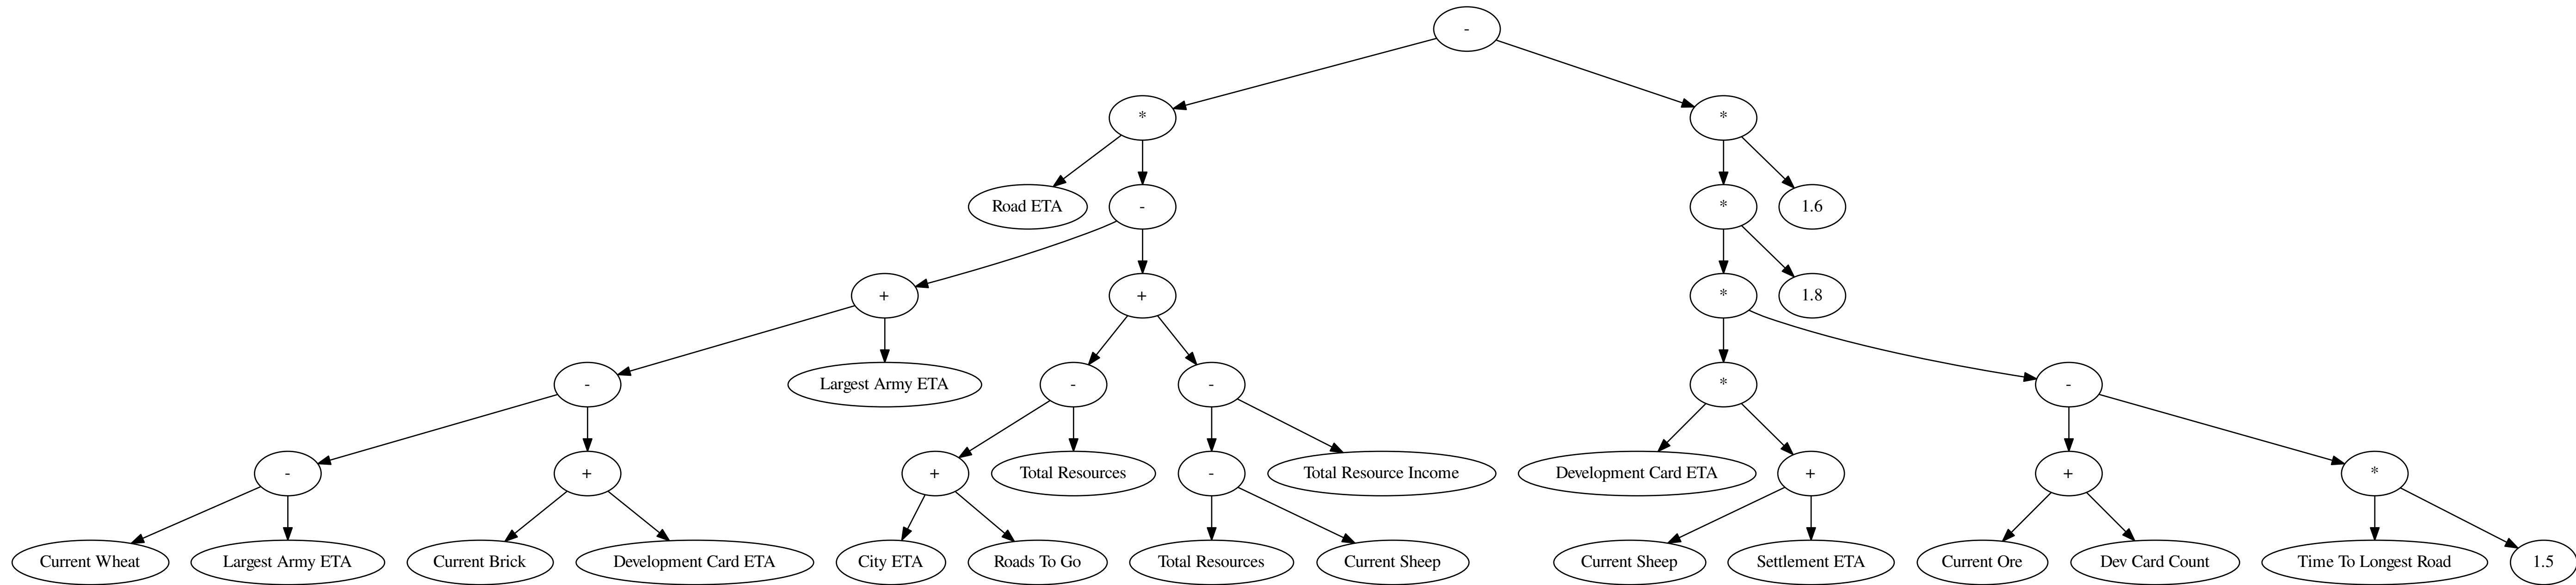 -
*
*
Road ETA
-
*
1.6
+
+
*
1.8
-
Largest Army ETA
-
-
*
-
-
+
+
Total Resources
-
Total Resource Income
Development Card ETA
+
+
*
Current Wheat
Largest Army ETA
Current Brick
Development Card ETA
City ETA
Roads To Go
Total Resources
Current Sheep
Current Sheep
Settlement ETA
Current Ore
Dev Card Count
Time To Longest Road
1.5